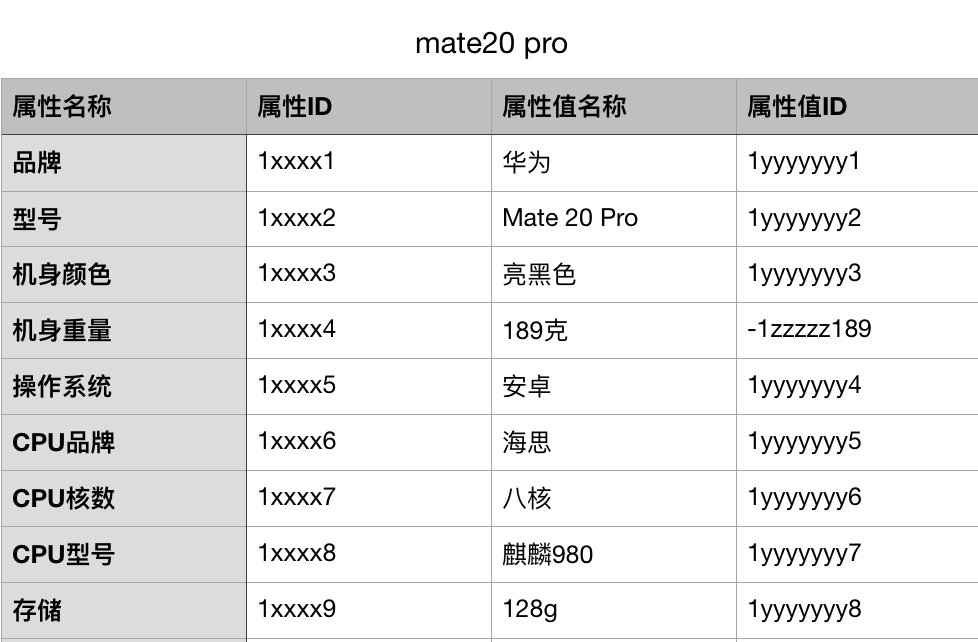 mate20 pro
属性名称 属性ID 属性值名称 属性值ID
品牌 1xxxx1 华为 1yyyyyyy1
型号 1xxxx2 Mate 20 Pro 1yyyyyyy2
机身颜色 1xxxx3 亮黑色 1yyyyyyy3
机身重量 1xxxx4 189克 -1zzzzz189
操作系统 1xxxx5 安卓 1yyyyyyy4
CPU品牌 1xxxx6 海思 1yyyyyyy5
CPU核数 1xxxx7 八核 1yyyyyyy6
CPU型号 1xxxx8 麒麟980 1yyyyyyy7
存储 1xxxx9 128g 1yyyyyyy8